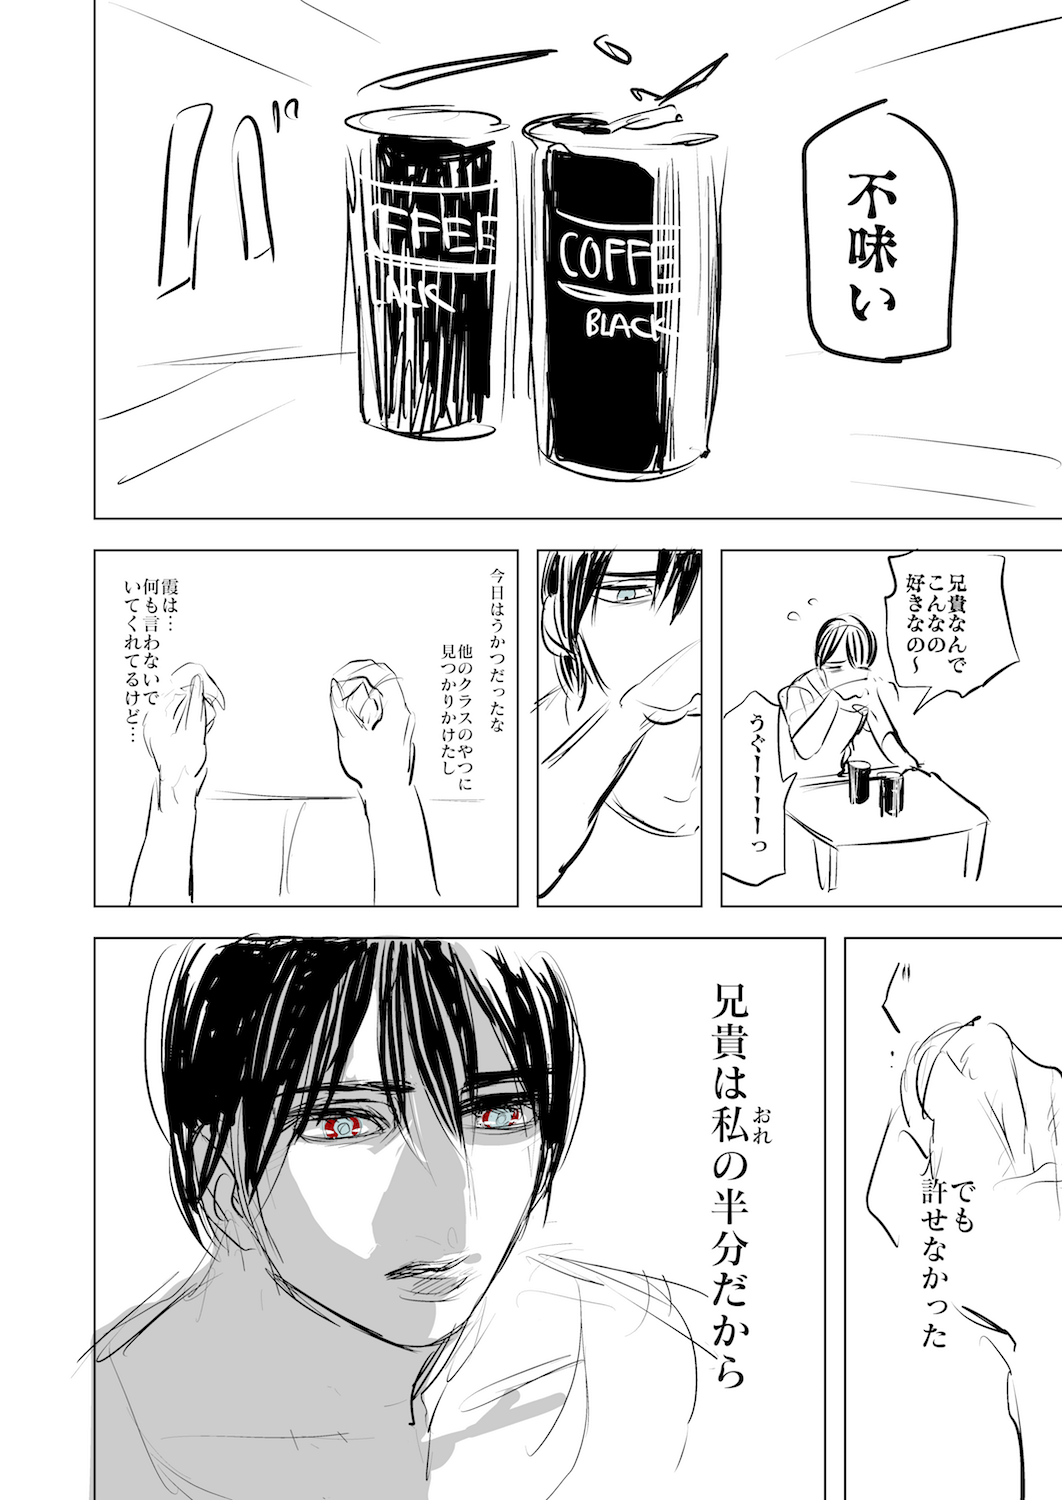 不味い
バ
COFFE
BLACK
FFEE
LACK
兄貴なんで
こんなの
好きなの〜
うぐーーーーっ
今日はうかつだったな
他のクラスのやつに
見つかりかけたし
霞は…
何も言わないで
いてくれてるけど…
でも
許せなかった
兄貴は私の半分だから
おれ